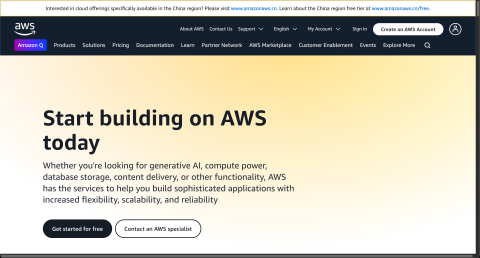 Interested in cloud offerings specifically available in the China region? Please visit www.amazonaws.cn. Learn about the China region free tier at www.amazonaws.cn/free.
aws
About AWS Contact Us Support English My Account Sign In Create an AWS Account
Amazon Q Products Solutions Pricing Documentation Learn Partner Network AWS Marketplace Customer Enablement Events Explore More
Start building on AWS
today
Whether you're looking for generative AI, compute power,
database storage, content delivery, or other functionality, AWS
has the services to help you build sophisticated applications with
increased flexibility, scalability, and reliability
Get started for free Contact an AWS specialist